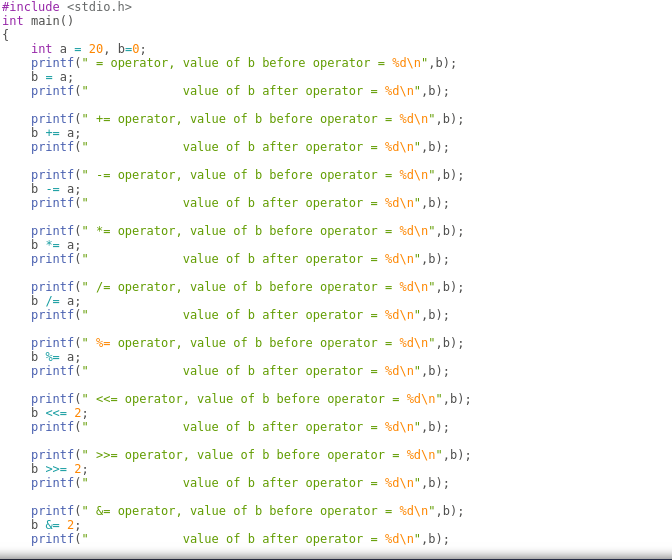 #include <stdio.h>
int main()
{
    int a = 20, b=0;
    printf(" = operator, value of b before operator = %d\n",b);
    b = a;
    printf("             value of b after operator = %d\n",b);

    printf(" += operator, value of b before operator = %d\n",b);
    b += a;
    printf("             value of b after operator = %d\n",b);

    printf(" -= operator, value of b before operator = %d\n",b);
    b -= a;
    printf("             value of b after operator = %d\n",b);

    printf(" *= operator, value of b before operator = %d\n",b);
    b *= a;
    printf("             value of b after operator = %d\n",b);

    printf(" /= operator, value of b before operator = %d\n",b);
    b /= a;
    printf("             value of b after operator = %d\n",b);

    printf(" %= operator, value of b before operator = %d\n",b);
    b %= a;
    printf("             value of b after operator = %d\n",b);

    printf(" <<= operator, value of b before operator = %d\n",b);
    b <<= 2;
    printf("             value of b after operator = %d\n",b);

    printf(" >>= operator, value of b before operator = %d\n",b);
    b >>= 2;
    printf("             value of b after operator = %d\n",b);

    printf(" &= operator, value of b before operator = %d\n",b);
    b &= 2;
    printf("             value of b after operator = %d\n",b);